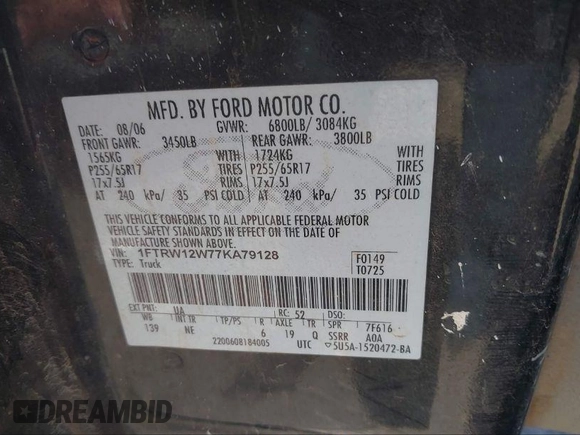 MFD. BY FORD MOTOR CO.
DATE: 08/06 GVWR: 6800LB/ 3084KG
FRONT GAWR: 3450LB REAR GAWR: 3800LB
1565KG WITH 1724KG WITH
P255/65R17 TIRES P255/65R17 TIRES
17x7.5J RIMS 17x7.5J RIMS
AT 240 kPa/ 35 PSI COLD AT 240 kPa/ 35 PSI COLD
THIS VEHICLE CONFORMS TO ALL APPLICABLE FEDERAL MOTOR
VEHICLE SAFETY STANDARDS IN EFFECT ON THE DATE OF
MANUFACTURE SHOWN ABOVE.
VIN: 1FTRW12W77KA79128 F0149
TYPE: Truck T0725
EXT PNT: UA RC: 52 DSO:
WB INT TR TP/PS R AXLE TR SPR 7F616
139 NF 6 19 Q SSRR A0A
2200608184005 UTC ▽5U5A-1520472-BA
DREAMBID